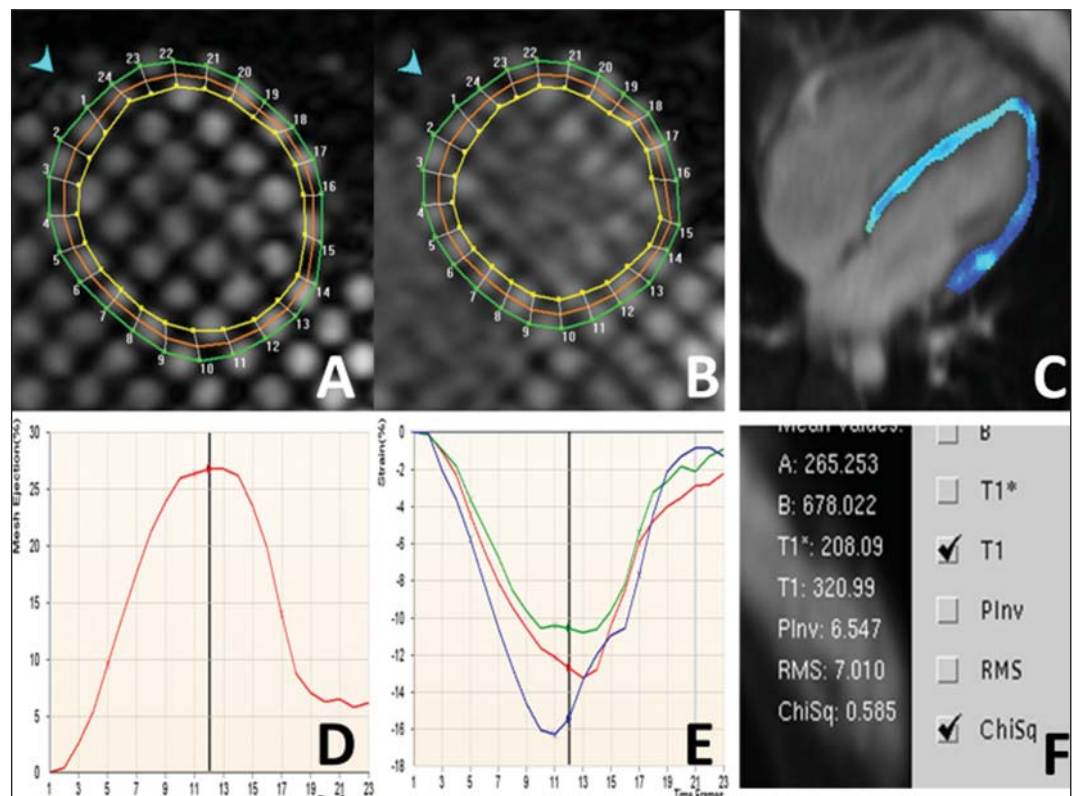 22
23
21
24
20
1
19
2
18
3
17
16
4
15
5
14
6
13
7
12
8
11
9
10
A
22
21
23
20
24
19
1
18
2
17
3
16
4
15
5
14
6
13
7
12
8
11
9
10
B
C
Mesh Ejection(%)
30
25
20
15
10
5
0
1 3 5 7 9 11 13 15 17 19 21 23
D
Strain(%)
0
-2
-4
-6
-8
-10
-12
-14
-16
-18
1 3 5 7 9 11 13 15 17 19 21 23
Time Frames
E
Mean values:
A: 265.253
B: 678.022
T1*: 208.09
T1: 320.99
PInv: 6.547
RMS: 7.010
ChiSq: 0.585
B
T1*
T1
PInv
RMS
ChiSq
F